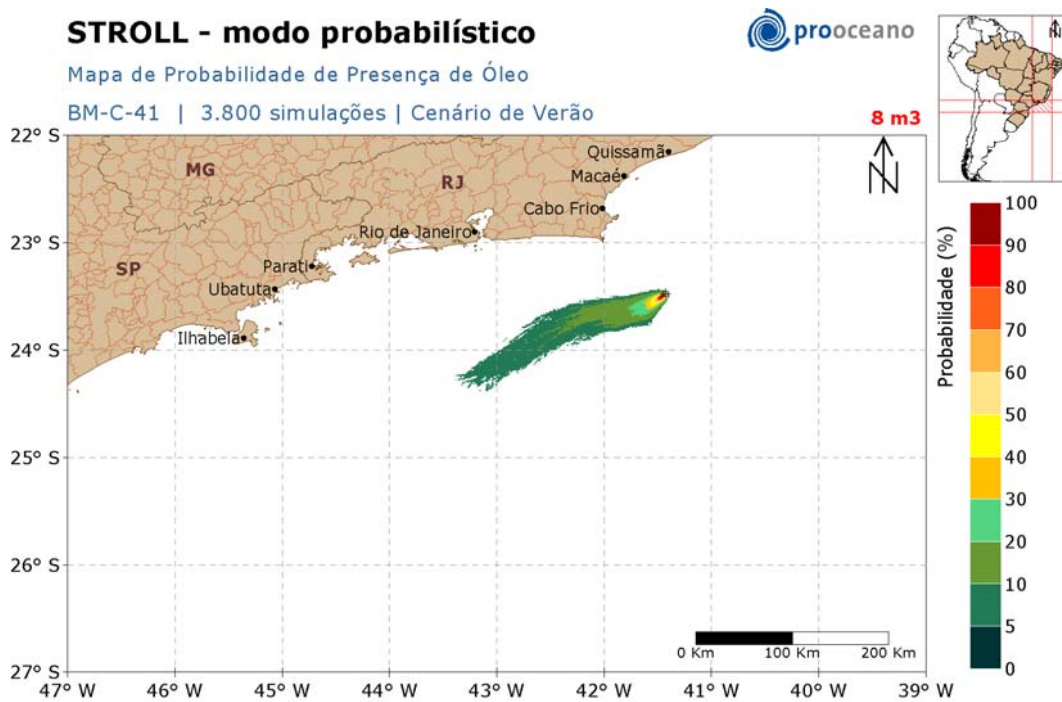 STROLL - modo probabilístico
Mapa de Probabilidade de Presença de Óleo
BM-C-41 | 3.800 simulações | Cenário de Verão
prooceano
N
8 m3
N
22° S
23° S
24° S
25° S
26° S
27° S
MG
RJ
SP
Quissamã
Macaé
Cabo Frio
Rio de Janeiro
Parati
Ubatuta
Ilhabela
0 Km 100 Km 200 Km
47° W 46° W 45° W 44° W 43° W 42° W 41° W 40° W 39° W
Probabilidade (%)
100
90
80
70
60
50
40
30
20
10
5
0